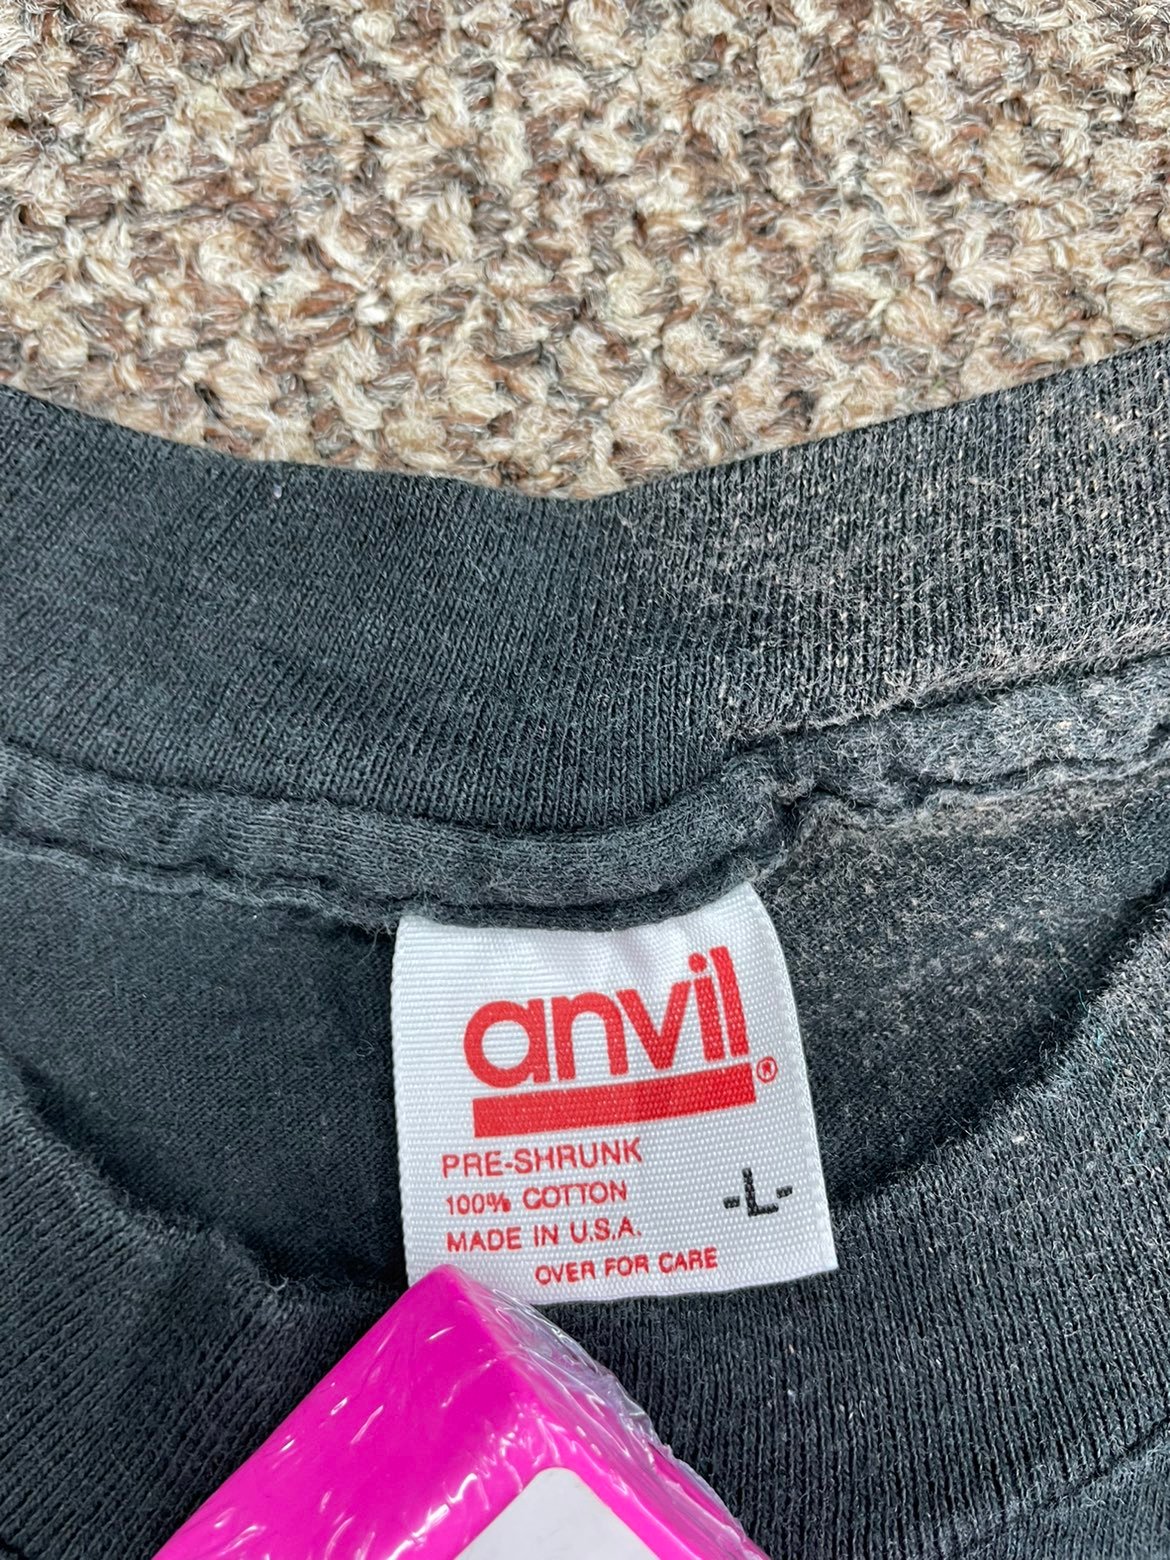 anvil®
PRE-SHRUNK
100% COTTON
-L-
MADE IN U.S.A.
OVER FOR CARE